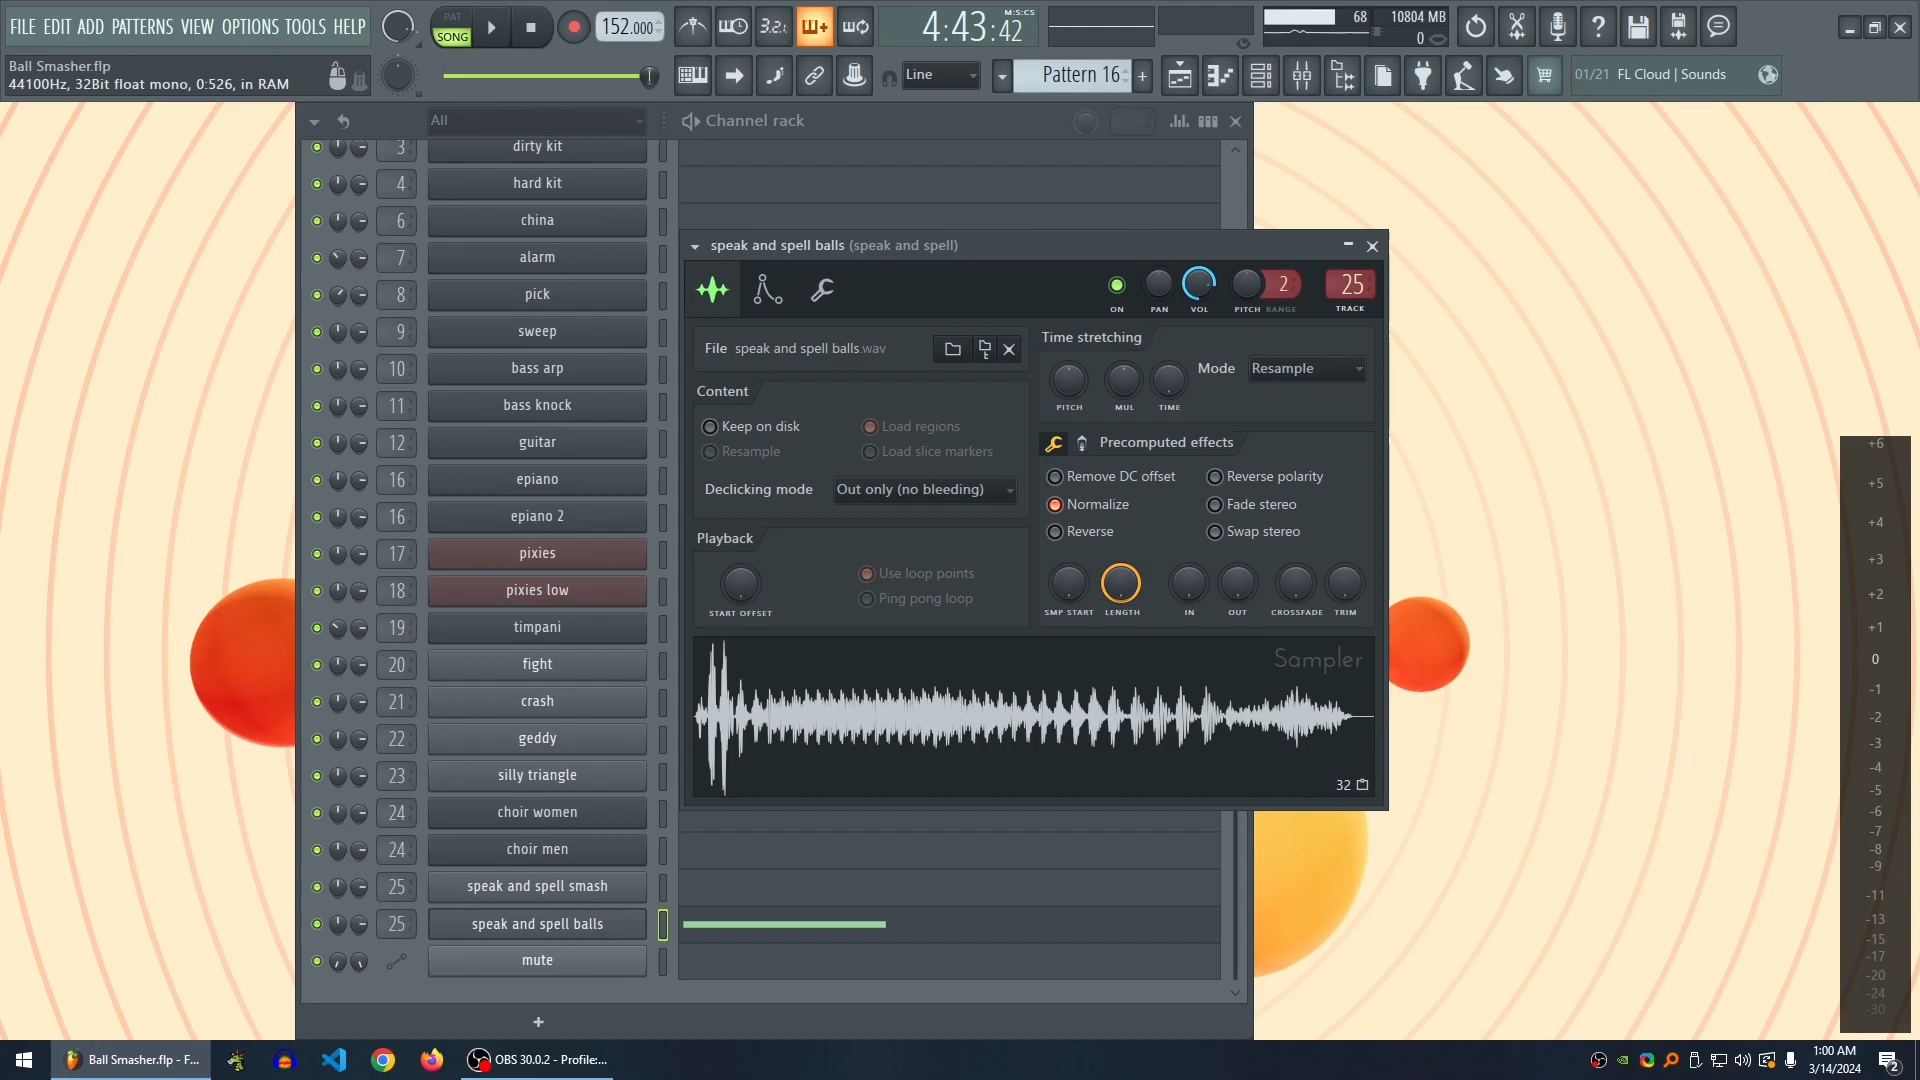 FILE EDIT ADD PATTERNS VIEW OPTIONS TOOLS HELP
PAT
SONG
152.000
3.2.1
4:43:42
M:S:CS
68
10804 MB
0
Ball Smasher.flp
44100Hz, 32Bit float mono, 0:526, in RAM
Line
Pattern 16
01/21 FL Cloud | Sounds
All
Channel rack
3 dirty kit
4 hard kit
6 china
7 alarm
8 pick
9 sweep
10 bass arp
11 bass knock
12 guitar
16 epiano
16 epiano 2
17 pixies
18 pixies low
19 timpani
20 fight
21 crash
22 geddy
23 silly triangle
24 choir women
24 choir men
25 speak and spell smash
25 speak and spell balls
mute
+
speak and spell balls (speak and spell)
ON
PAN
VOL
PITCH RANGE
2
25
TRACK
File speak and spell balls.wav
Content
Keep on disk
Resample
Load regions
Load slice markers
Declicking mode
Out only (no bleeding)
Playback
START OFFSET
Use loop points
Ping pong loop
Time stretching
PITCH
MUL
TIME
Mode
Resample
Precomputed effects
Remove DC offset
Normalize
Reverse
Reverse polarity
Fade stereo
Swap stereo
SMP START
LENGTH
IN
OUT
CROSSFADE
TRIM
Sampler
32
+6
+5
+4
+3
+2
+1
0
-1
-2
-3
-4
-5
-6
-7
-8
-9
-11
-13
-15
-17
-20
-24
-30
Ball Smasher.flp - F...
OBS 30.0.2 - Profile:...
1:00 AM
3/14/2024
2